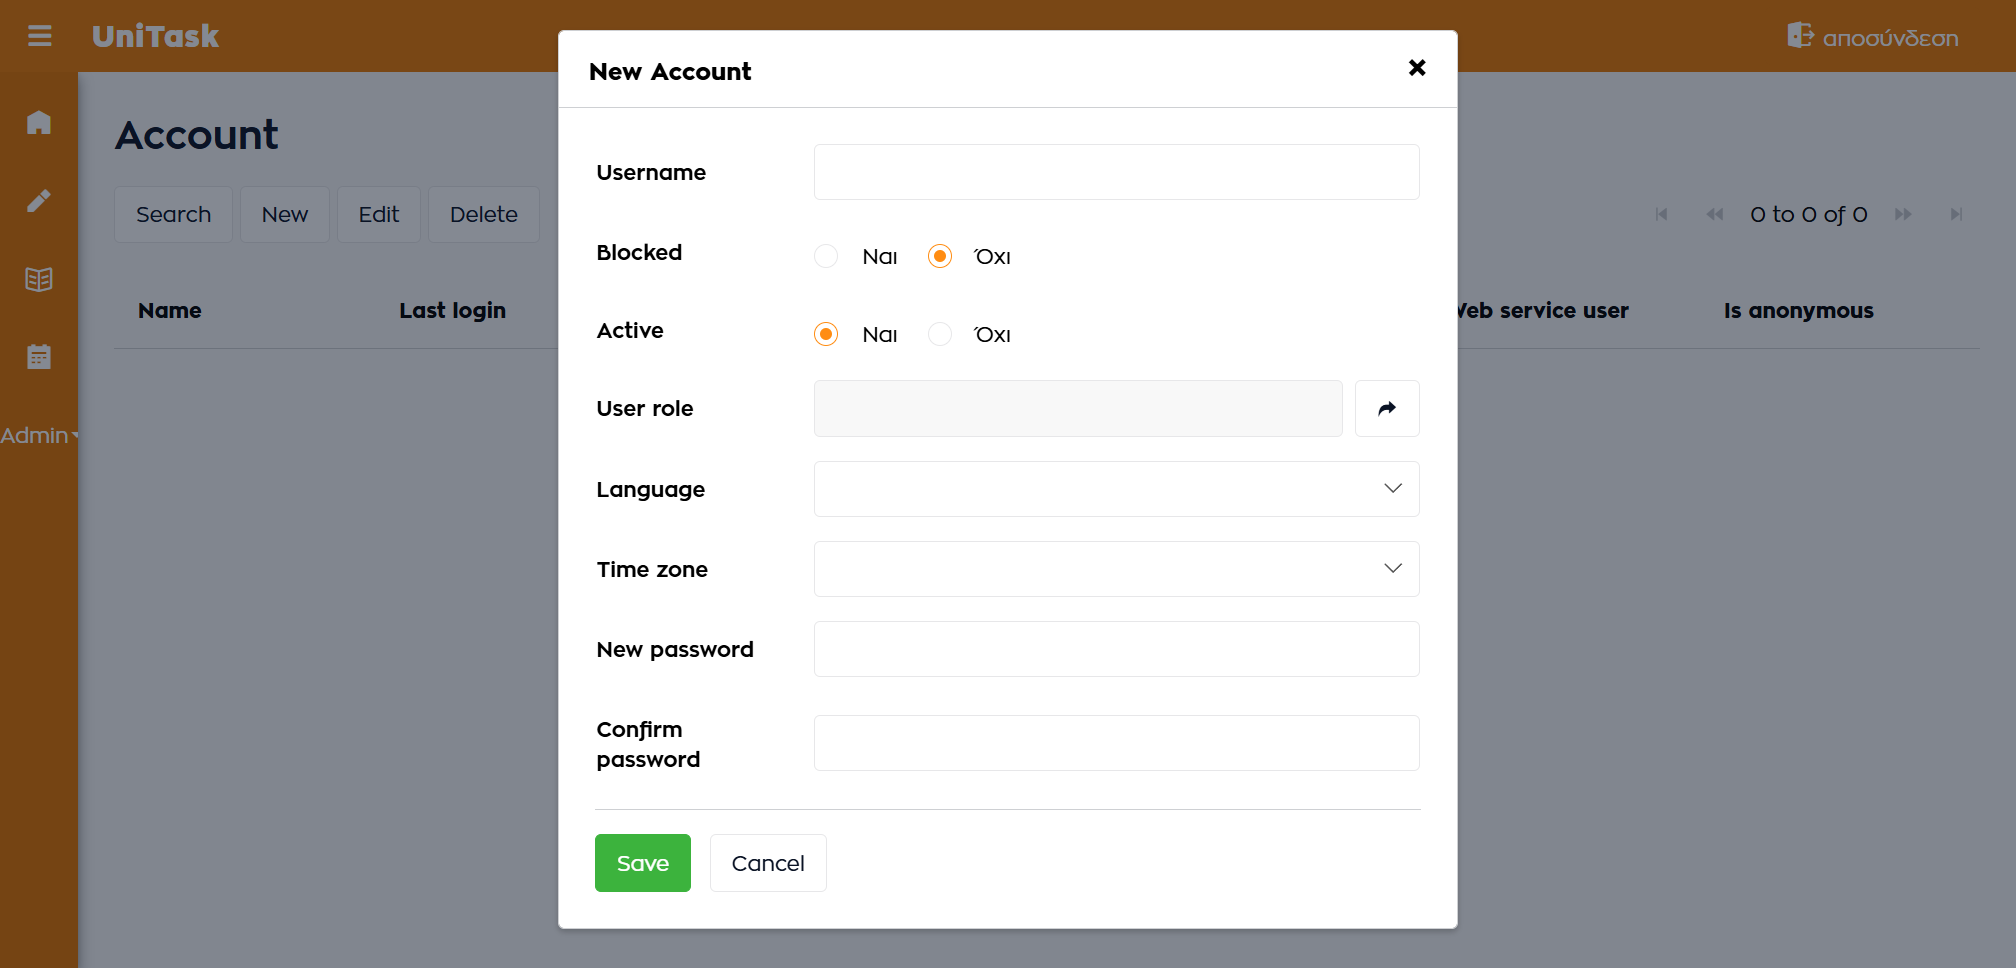 UniTask
αποσύνδεση
Account
Search
New
Edit
Delete
0 to 0 of 0
Name
Last login
Web service user
Is anonymous
Admin
New Account
Username
Blocked
Ναι
Όχι
Active
Ναι
Όχι
User role
Language
Time zone
New password
Confirm
password
Save
Cancel